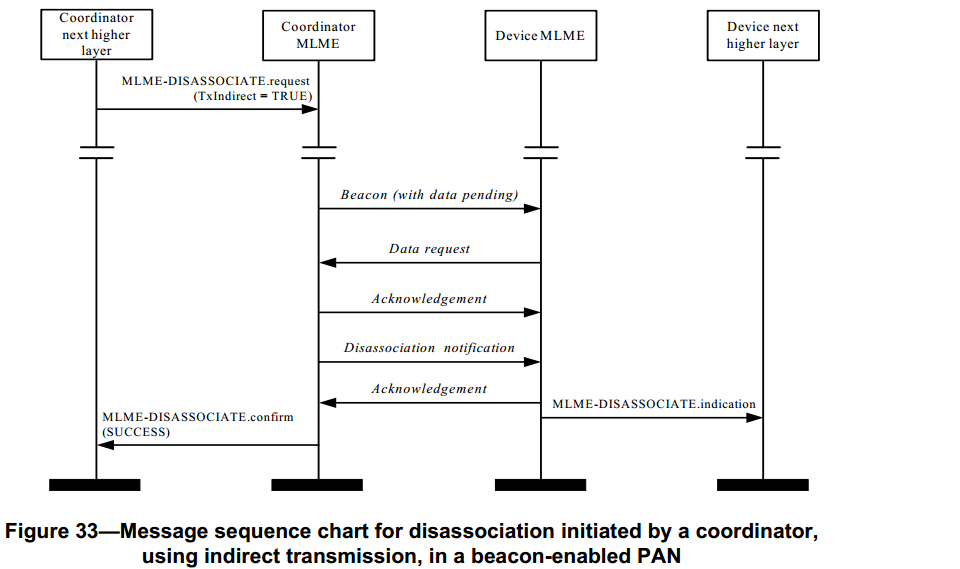 Coordinator
next higher
layer
Coordinator
MLME
Device MLME
Device next
higher layer
MLME-DISASSOCIATE.request
(TxIndirect = TRUE)
Beacon (with data pending)
Data request
Acknowledgement
Disassociation notification
Acknowledgement
MLME-DISASSOCIATE.indication
MLME-DISASSOCIATE.confirm
(SUCCESS)
Figure 33—Message sequence chart for disassociation initiated by a coordinator,
using indirect transmission, in a beacon-enabled PAN